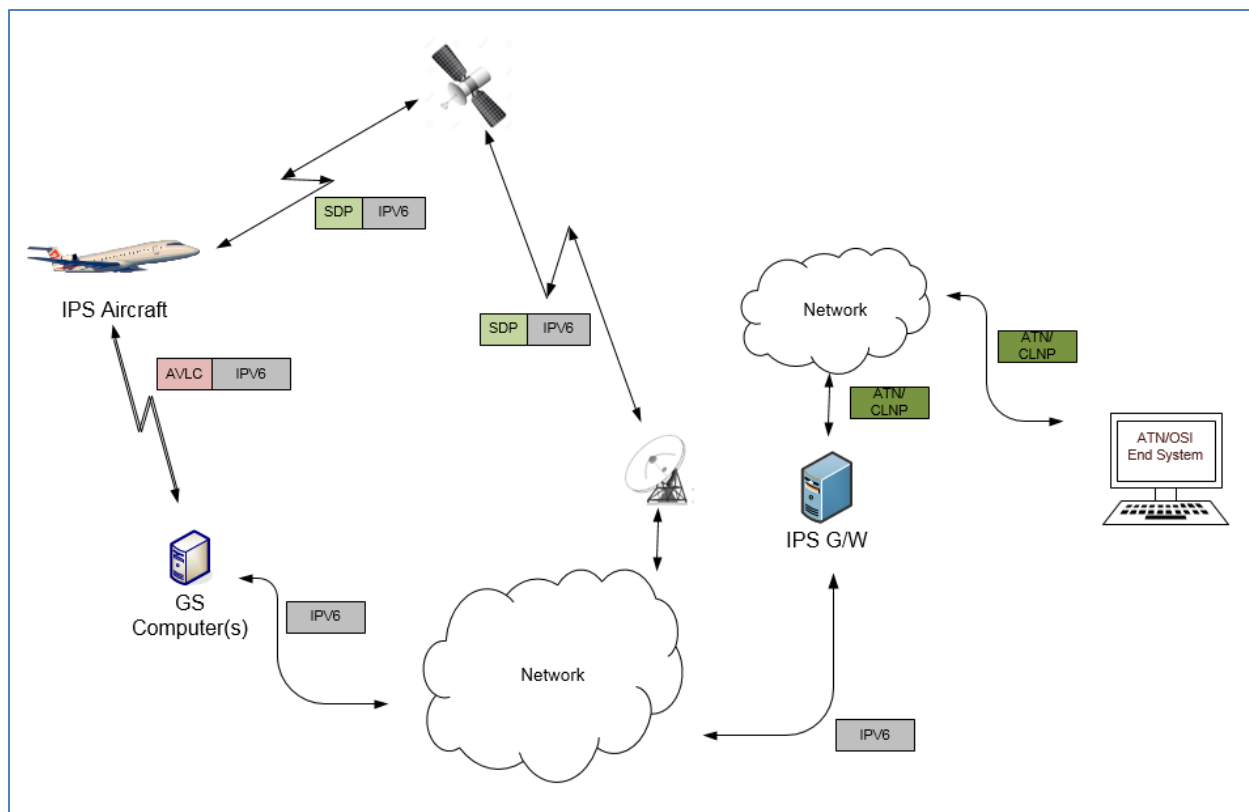 SDP IPV6
IPS Aircraft
SDP IPV6
Network
AVLC IPV6
ATN/
CLNP
ATN/
CLNP
ATN/OSI
End System
IPS G/W
GS
Computer(s)
IPV6
Network
IPV6